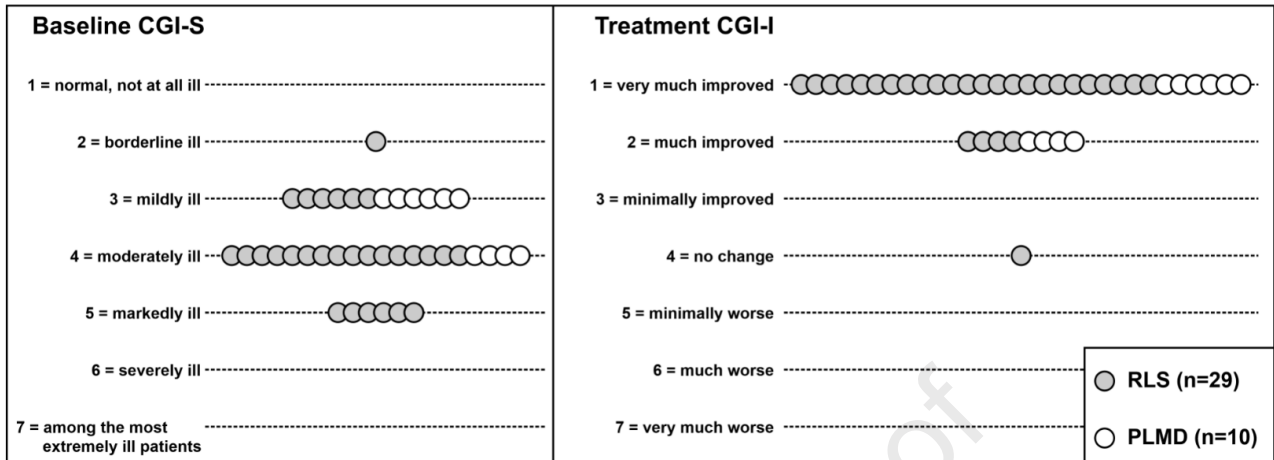 Baseline CGI-S
1 = normal, not at all ill
2 = borderline ill
3 = mildly ill
4 = moderately ill
5 = markedly ill
6 = severely ill
7 = among the most
extremely ill patients
Treatment CGI-I
1 = very much improved
2 = much improved
3 = minimally improved
4 = no change
5 = minimally worse
6 = much worse
7 = very much worse
RLS (n=29)
PLMD (n=10)
of